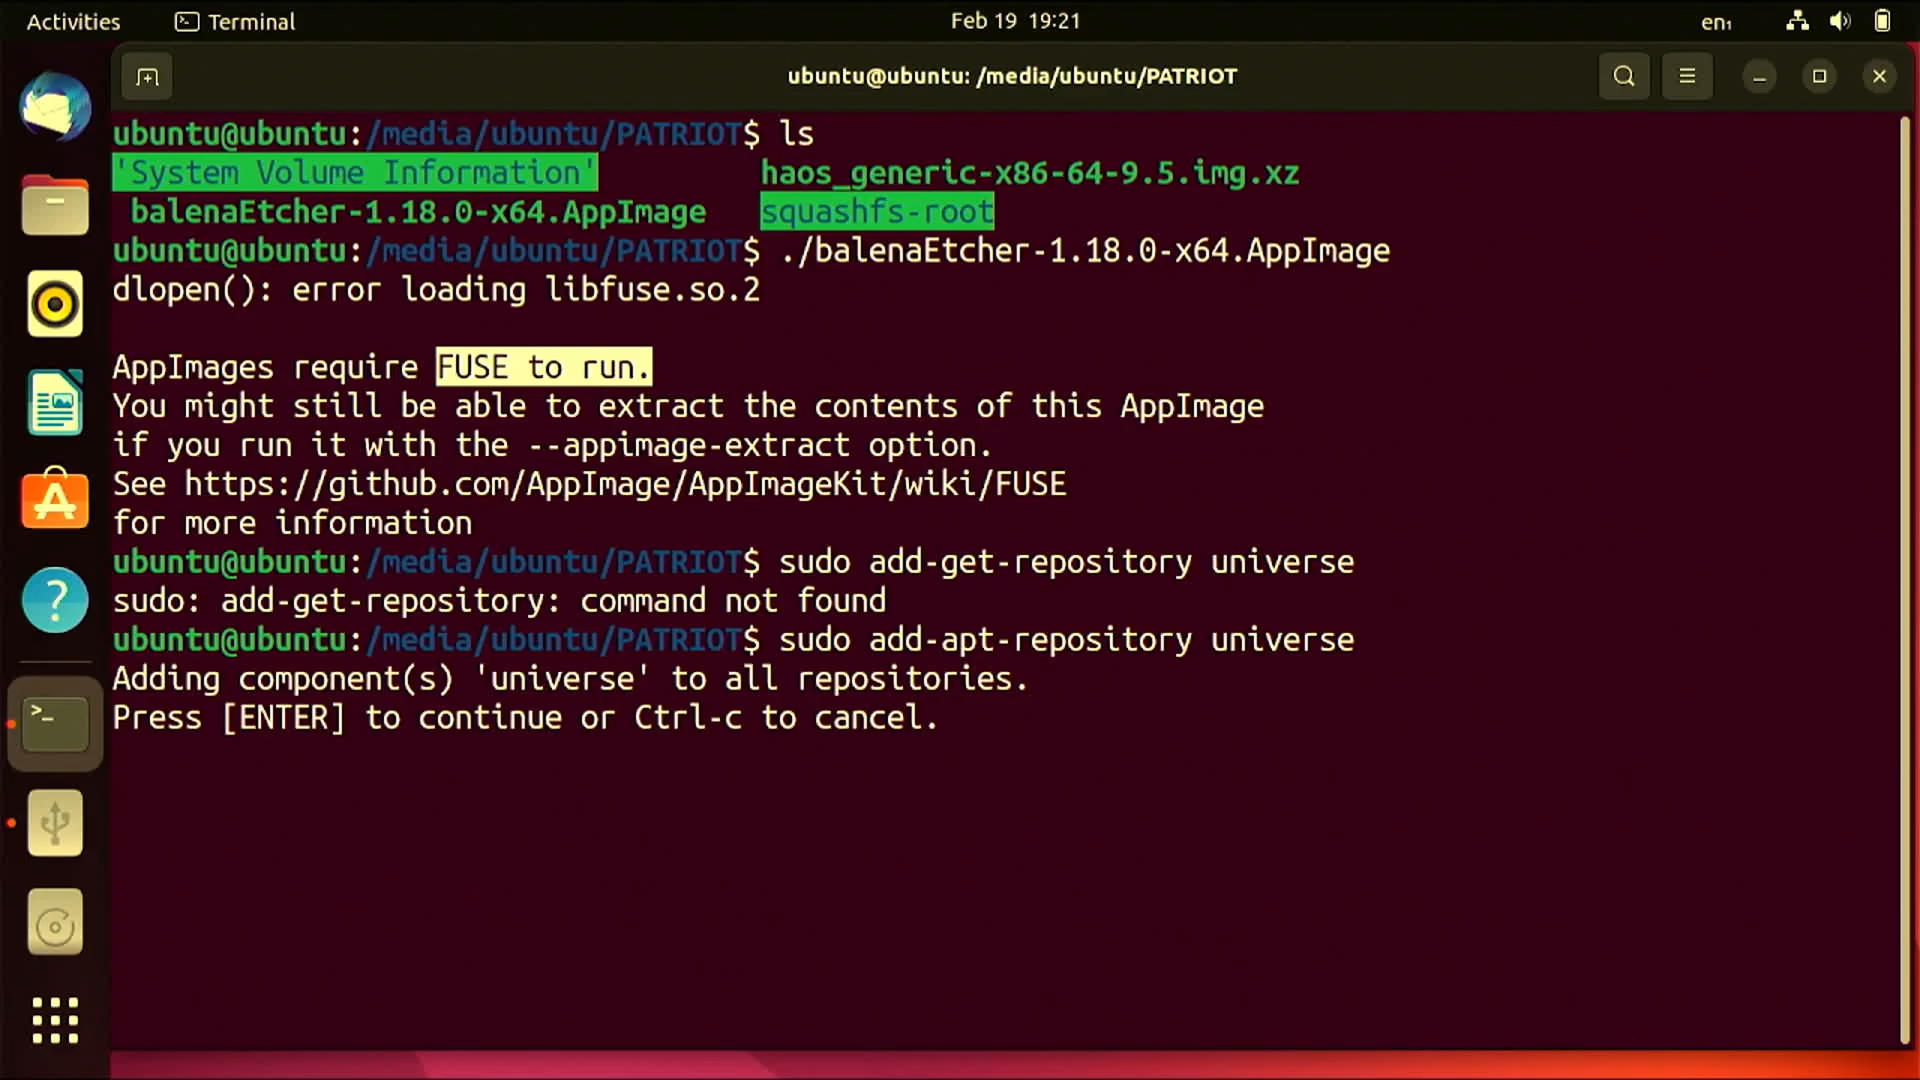 Activities Terminal Feb 19 19:21 en₁
ubuntu@ubuntu: /media/ubuntu/PATRIOT
ubuntu@ubuntu:/media/ubuntu/PATRIOT$ ls
'System Volume Information' haos_generic-x86-64-9.5.img.xz
balenaEtcher-1.18.0-x64.AppImage squashfs-root
ubuntu@ubuntu:/media/ubuntu/PATRIOT$ ./balenaEtcher-1.18.0-x64.AppImage
dlopen(): error loading libfuse.so.2
AppImages require FUSE to run.
You might still be able to extract the contents of this AppImage
if you run it with the --appimage-extract option.
See https://github.com/AppImage/AppImageKit/wiki/FUSE
for more information
ubuntu@ubuntu:/media/ubuntu/PATRIOT$ sudo add-get-repository universe
sudo: add-get-repository: command not found
ubuntu@ubuntu:/media/ubuntu/PATRIOT$ sudo add-apt-repository universe
Adding component(s) 'universe' to all repositories.
Press [ENTER] to continue or Ctrl-c to cancel.